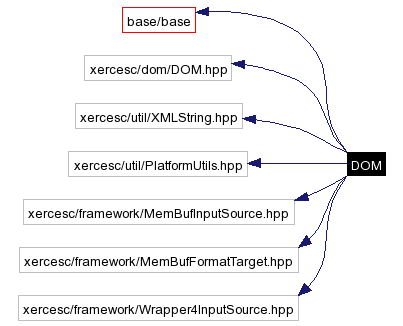 base/base
xercesc/dom/DOM.hpp
xercesc/util/XMLString.hpp
xercesc/util/PlatformUtils.hpp
DOM
xercesc/framework/MemBufInputSource.hpp
xercesc/framework/MemBufFormatTarget.hpp
xercesc/framework/Wrapper4InputSource.hpp